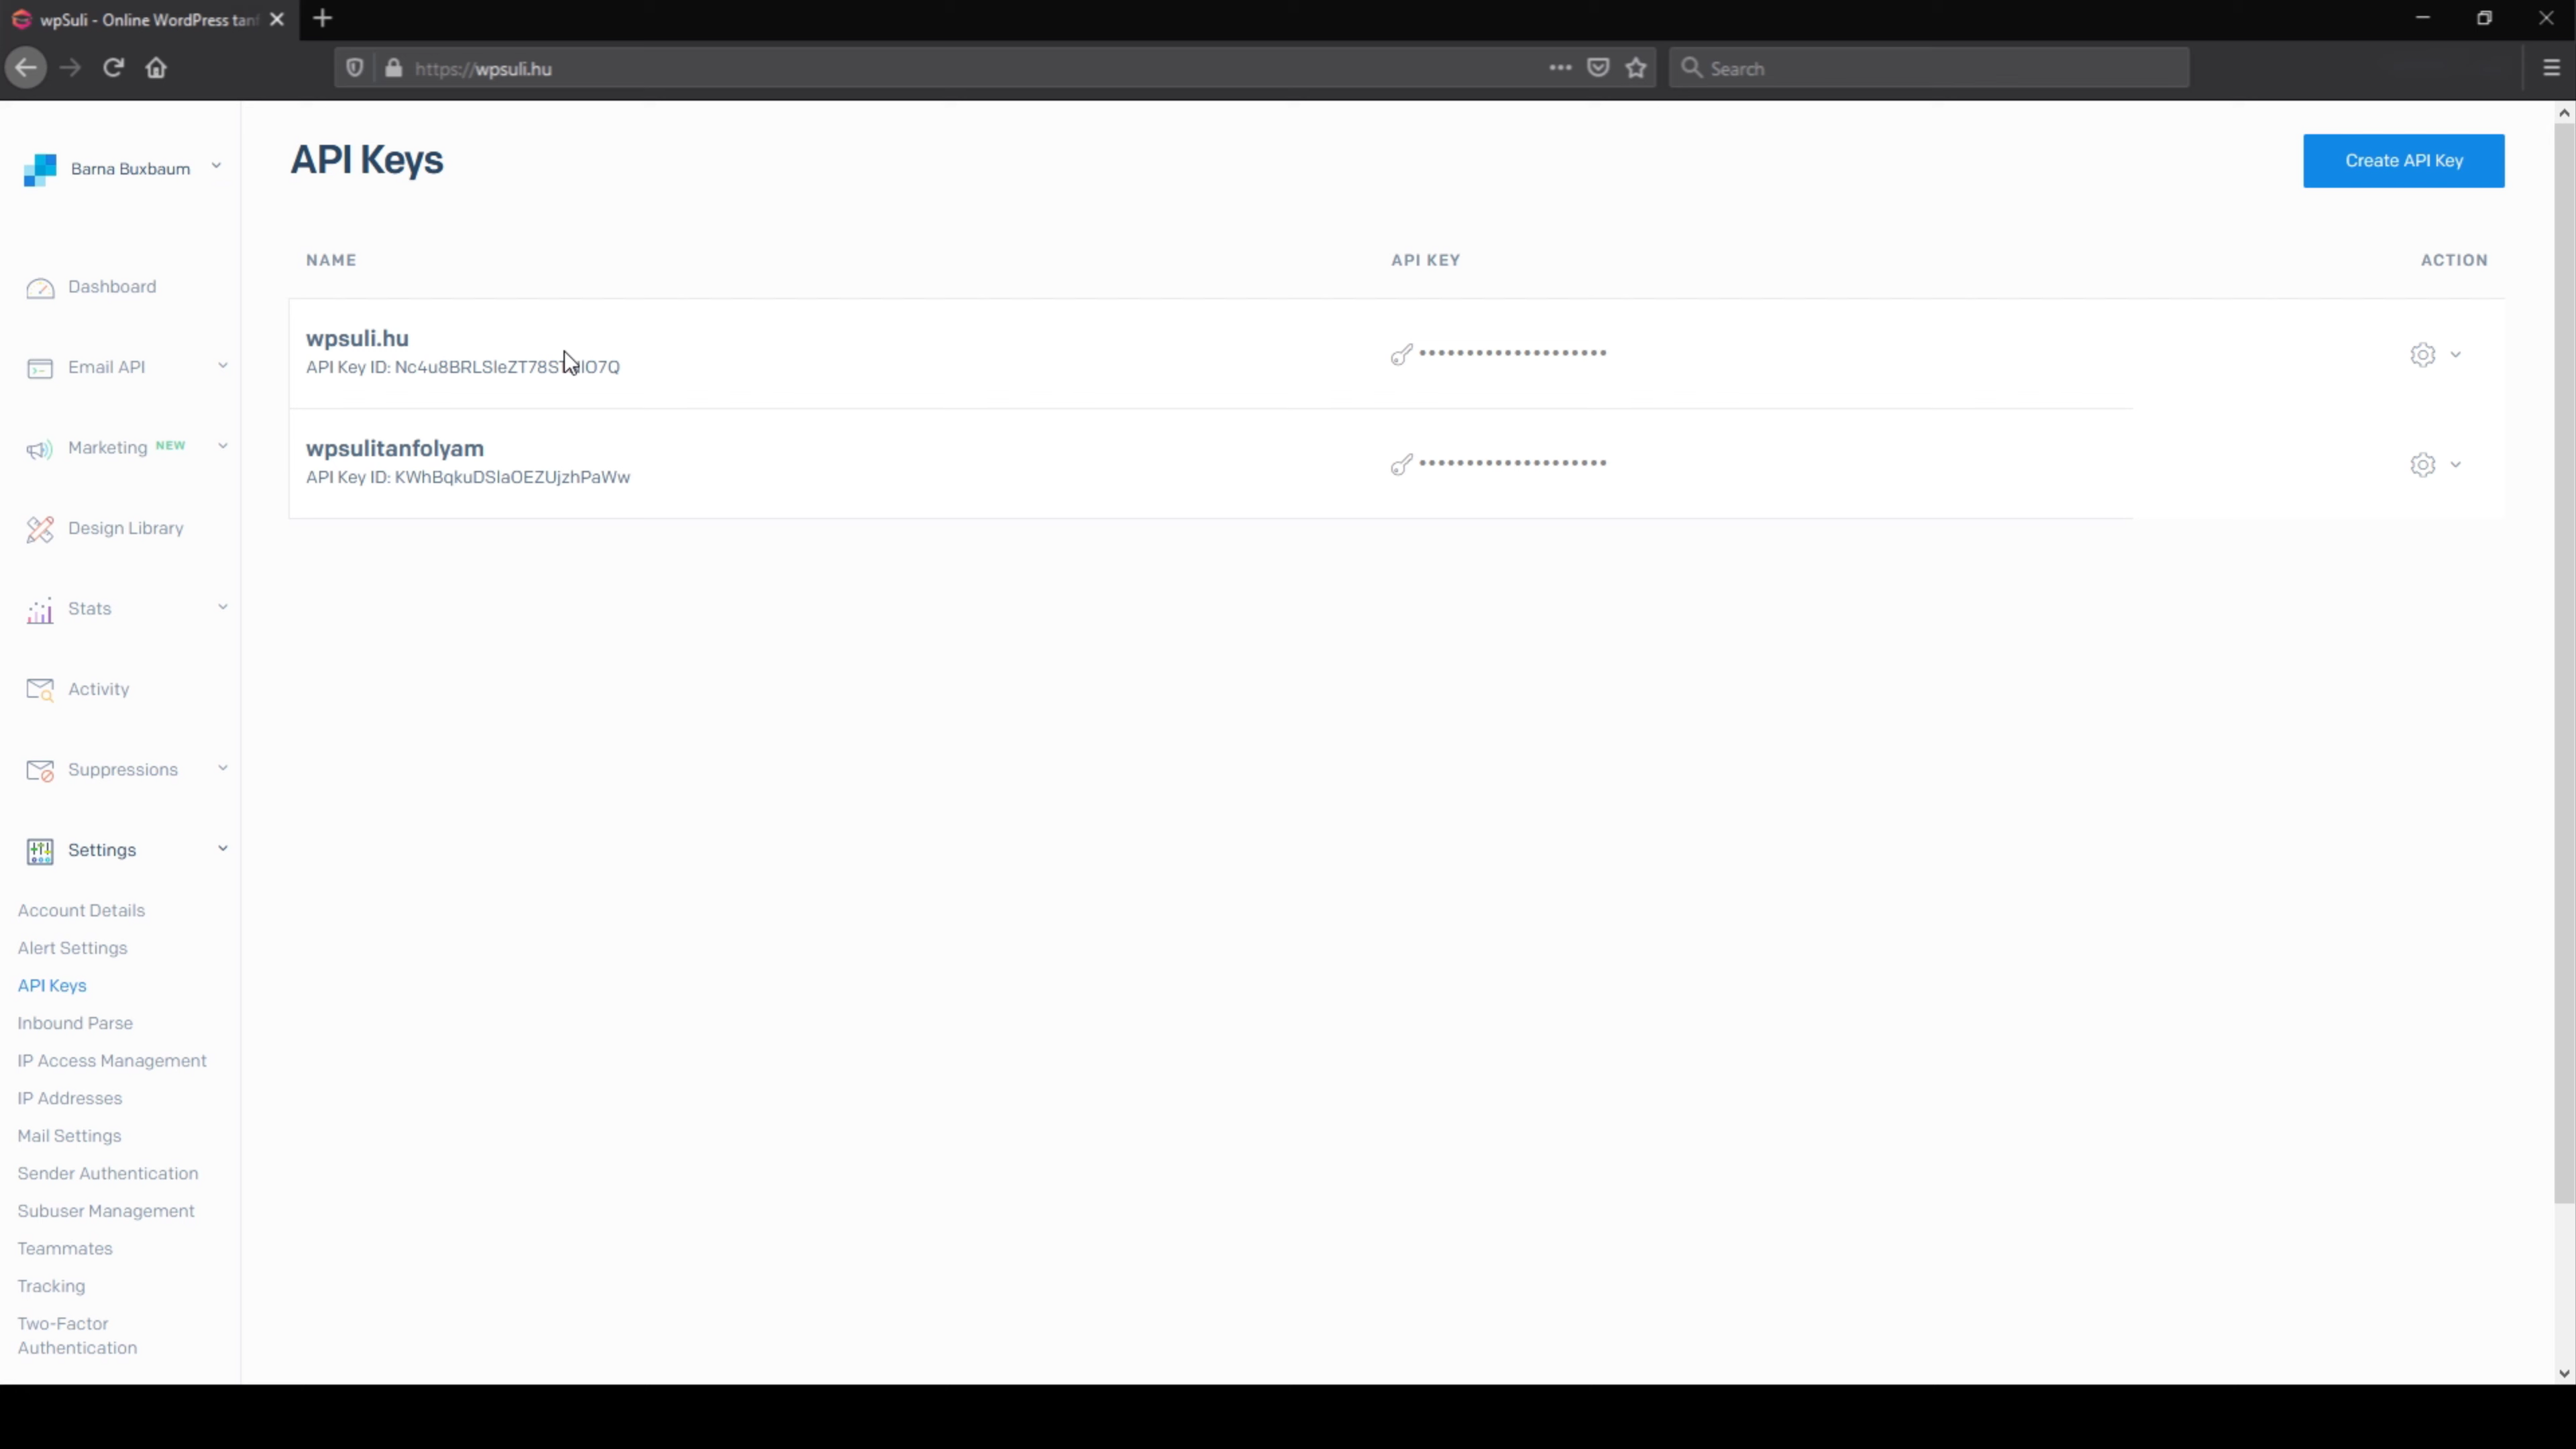 wpSuli - Online WordPress tan
https://wpsuli.hu
Search
Barna Buxbaum
Dashboard
Email API
Marketing NEW
Design Library
Stats
Activity
Suppressions
Settings
Account Details
Alert Settings
API Keys
Inbound Parse
IP Access Management
IP Addresses
Mail Settings
Sender Authentication
Subuser Management
Teammates
Tracking
Two-Factor
Authentication
API Keys
Create API Key
NAME API KEY ACTION
wpsuli.hu
API Key ID:
••••••••••••••••••••
wpsulitanfolyam
API Key ID: KWhBqkuDSlaOEZUjzhPaWw
••••••••••••••••••••